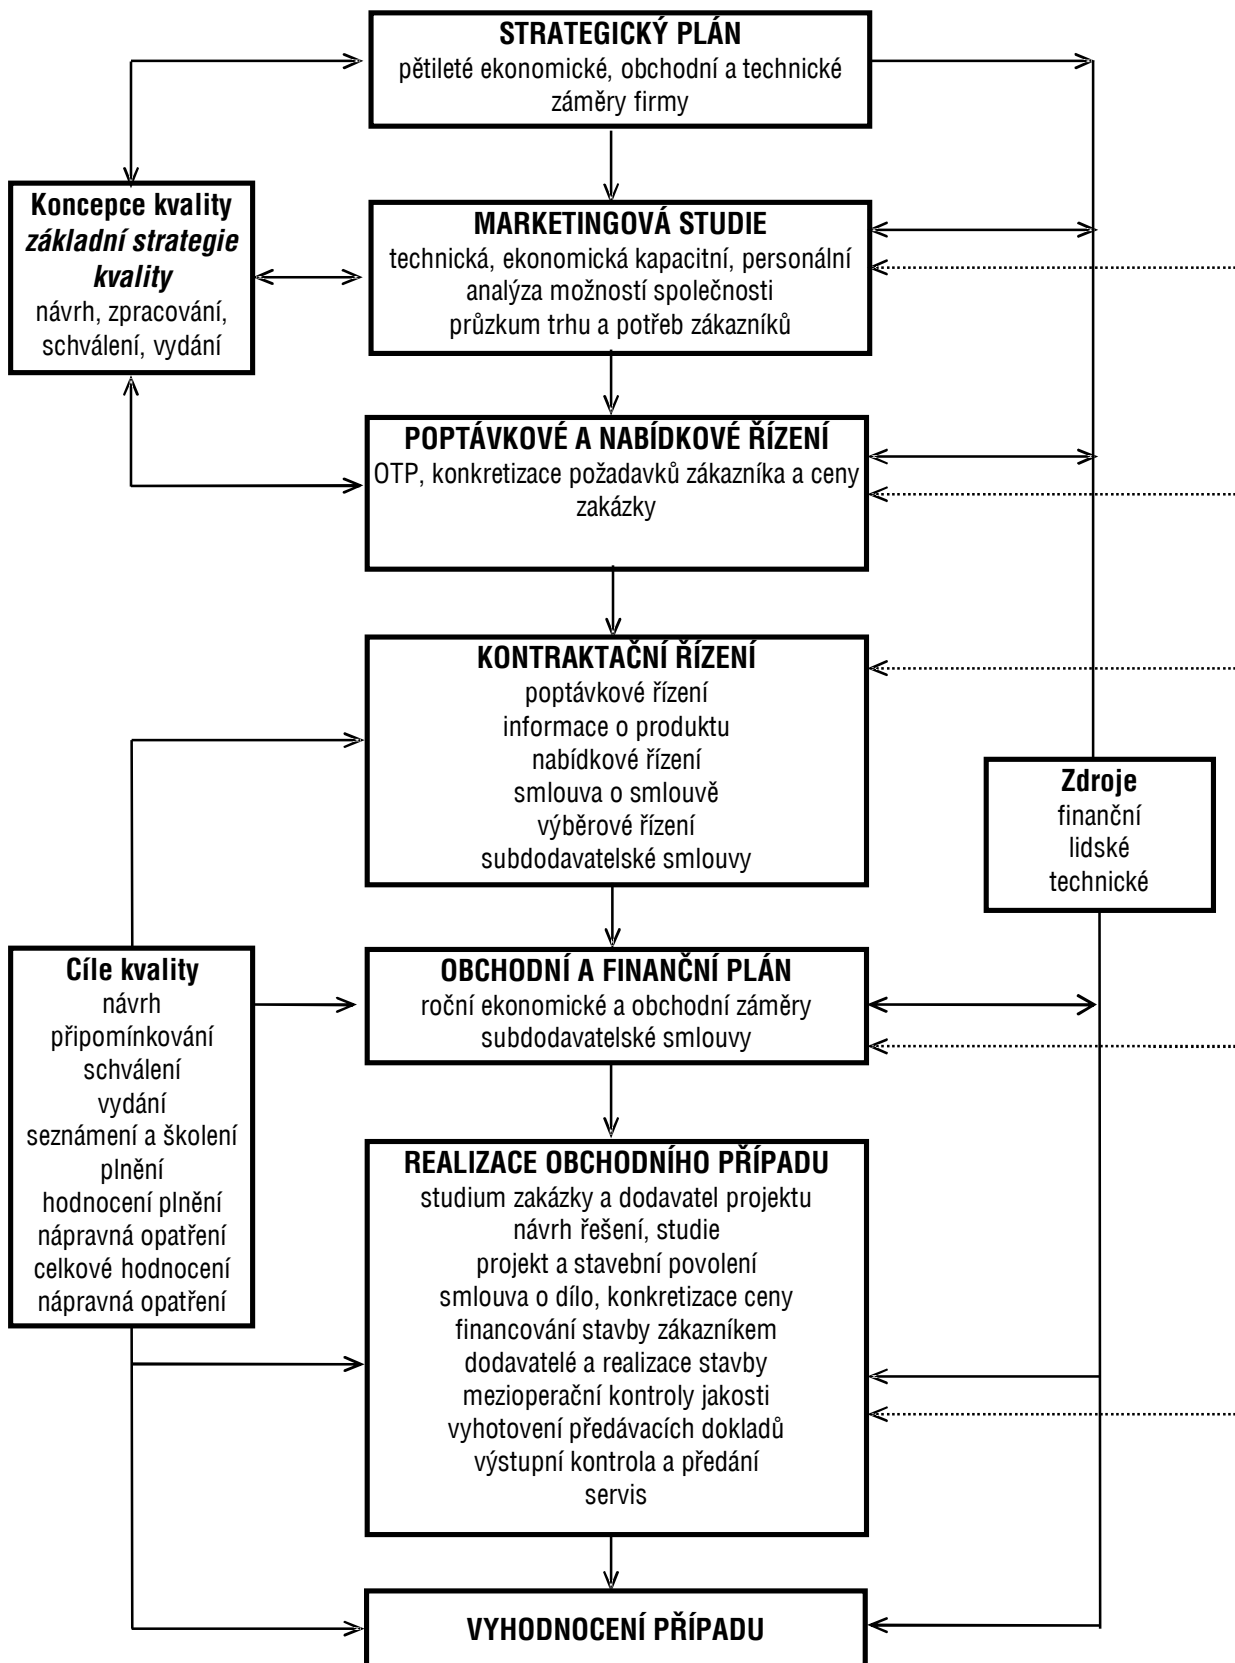 STRATEGICKÝ PLÁN
pětileté ekonomické, obchodní a technické
záměry firmy
Koncepce kvality
základní strategie
kvality
návrh, zpracování,
schválení, vydání
MARKETINGOVÁ STUDIE
technická, ekonomická kapacitní, personální
analýza možností společnosti
průzkum trhu a potřeb zákazníků
POPTÁVKOVÉ A NABÍDKOVÉ ŘÍZENÍ
OTP, konkretizace požadavků zákazníka a ceny
zakázky
KONTRAKTAČNÍ ŘÍZENÍ
poptávkové řízení
informace o produktu
nabídkové řízení
smlouva o smlouvě
výběrové řízení
subdodavatelské smlouvy
Zdroje
finanční
lidské
technické
Cíle kvality
návrh
připomínkování
schválení
vydání
seznámení a školení
plnění
hodnocení plnění
nápravná opatření
celkové hodnocení
nápravná opatření
OBCHODNÍ A FINANČNÍ PLÁN
roční ekonomické a obchodní záměry
subdodavatelské smlouvy
REALIZACE OBCHODNÍHO PŘÍPADU
studium zakázky a dodavatel projektu
návrh řešení, studie
projekt a stavební povolení
smlouva o dílo, konkretizace ceny
financování stavby zákazníkem
dodavatelé a realizace stavby
mezioperační kontroly jakosti
vyhotovení předávacích dokladů
výstupní kontrola a předání
servis
VYHODNOCENÍ PŘÍPADU